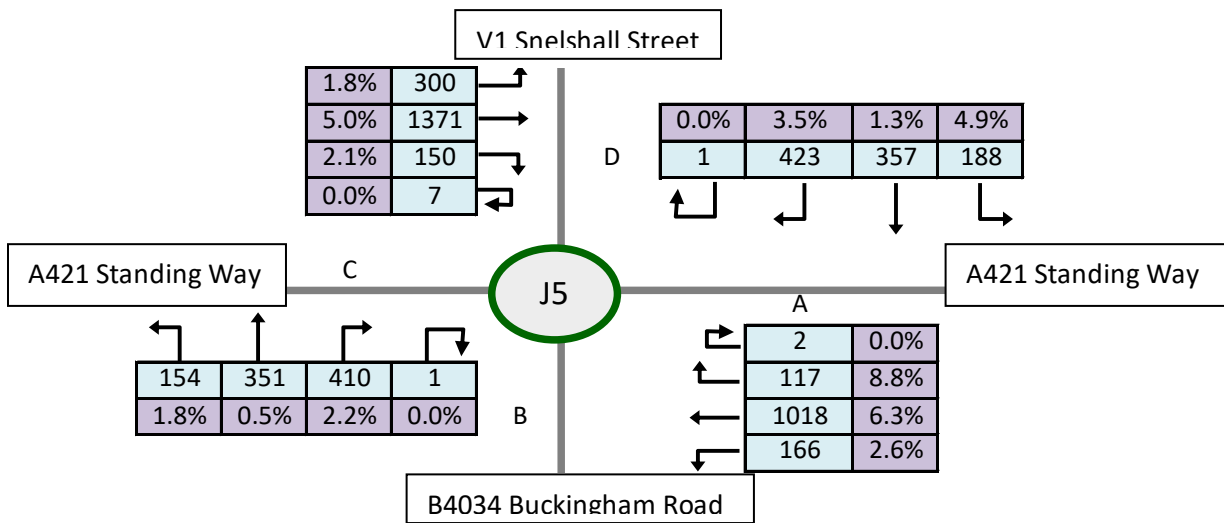 V1 Snelshall Street
1.8% 300
5.0% 1371
2.1% 150
0.0% 7
D
0.0% 3.5% 1.3% 4.9%
1 423 357 188
A421 Standing Way
C
J5
A421 Standing Way
A
154 351 410 1
1.8% 0.5% 2.2% 0.0%
B
2 0.0%
117 8.8%
1018 6.3%
166 2.6%
B4034 Buckingham Road